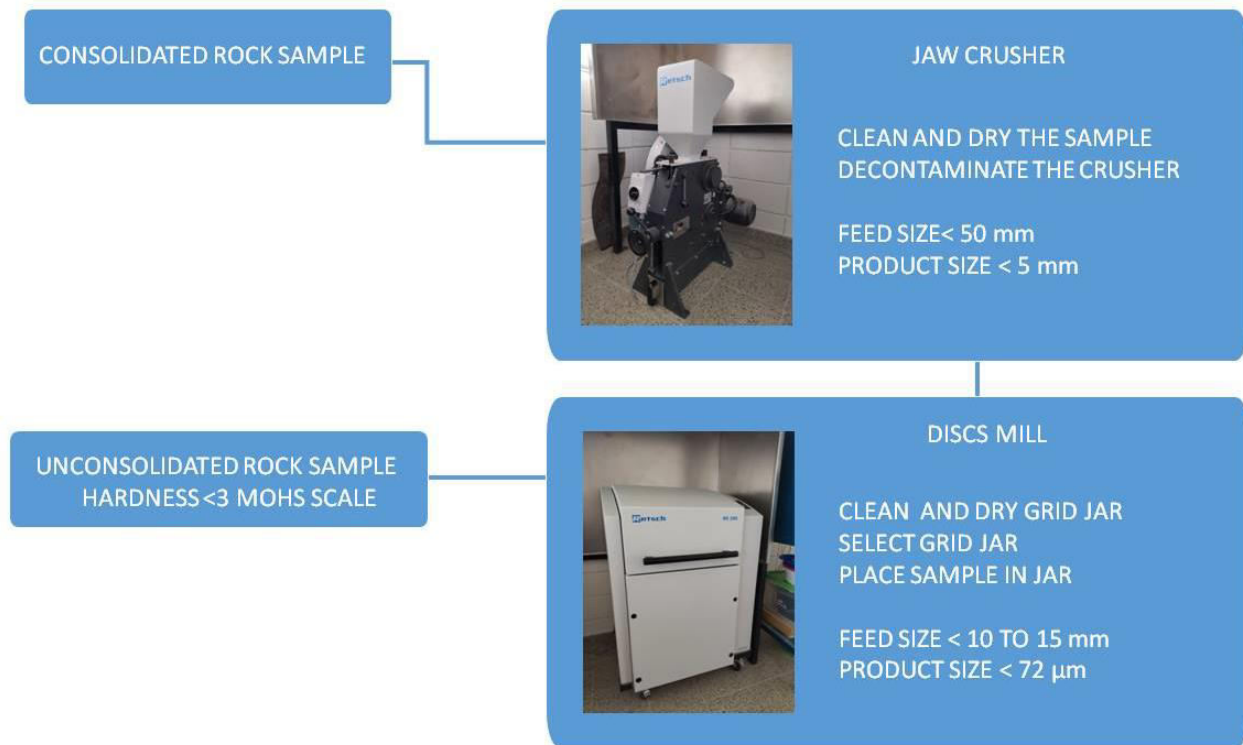 CONSOLIDATED ROCK SAMPLE
JAW CRUSHER
Retsch
CLEAN AND DRY THE SAMPLE
DECONTAMINATE THE CRUSHER
FEED SIZE< 50 mm
PRODUCT SIZE < 5 mm
UNCONSOLIDATED ROCK SAMPLE
HARDNESS <3 MOHS SCALE
DISCS MILL
Retsch
CLEAN AND DRY GRID JAR
SELECT GRID JAR
PLACE SAMPLE IN JAR
FEED SIZE < 10 TO 15 mm
PRODUCT SIZE < 72 µm